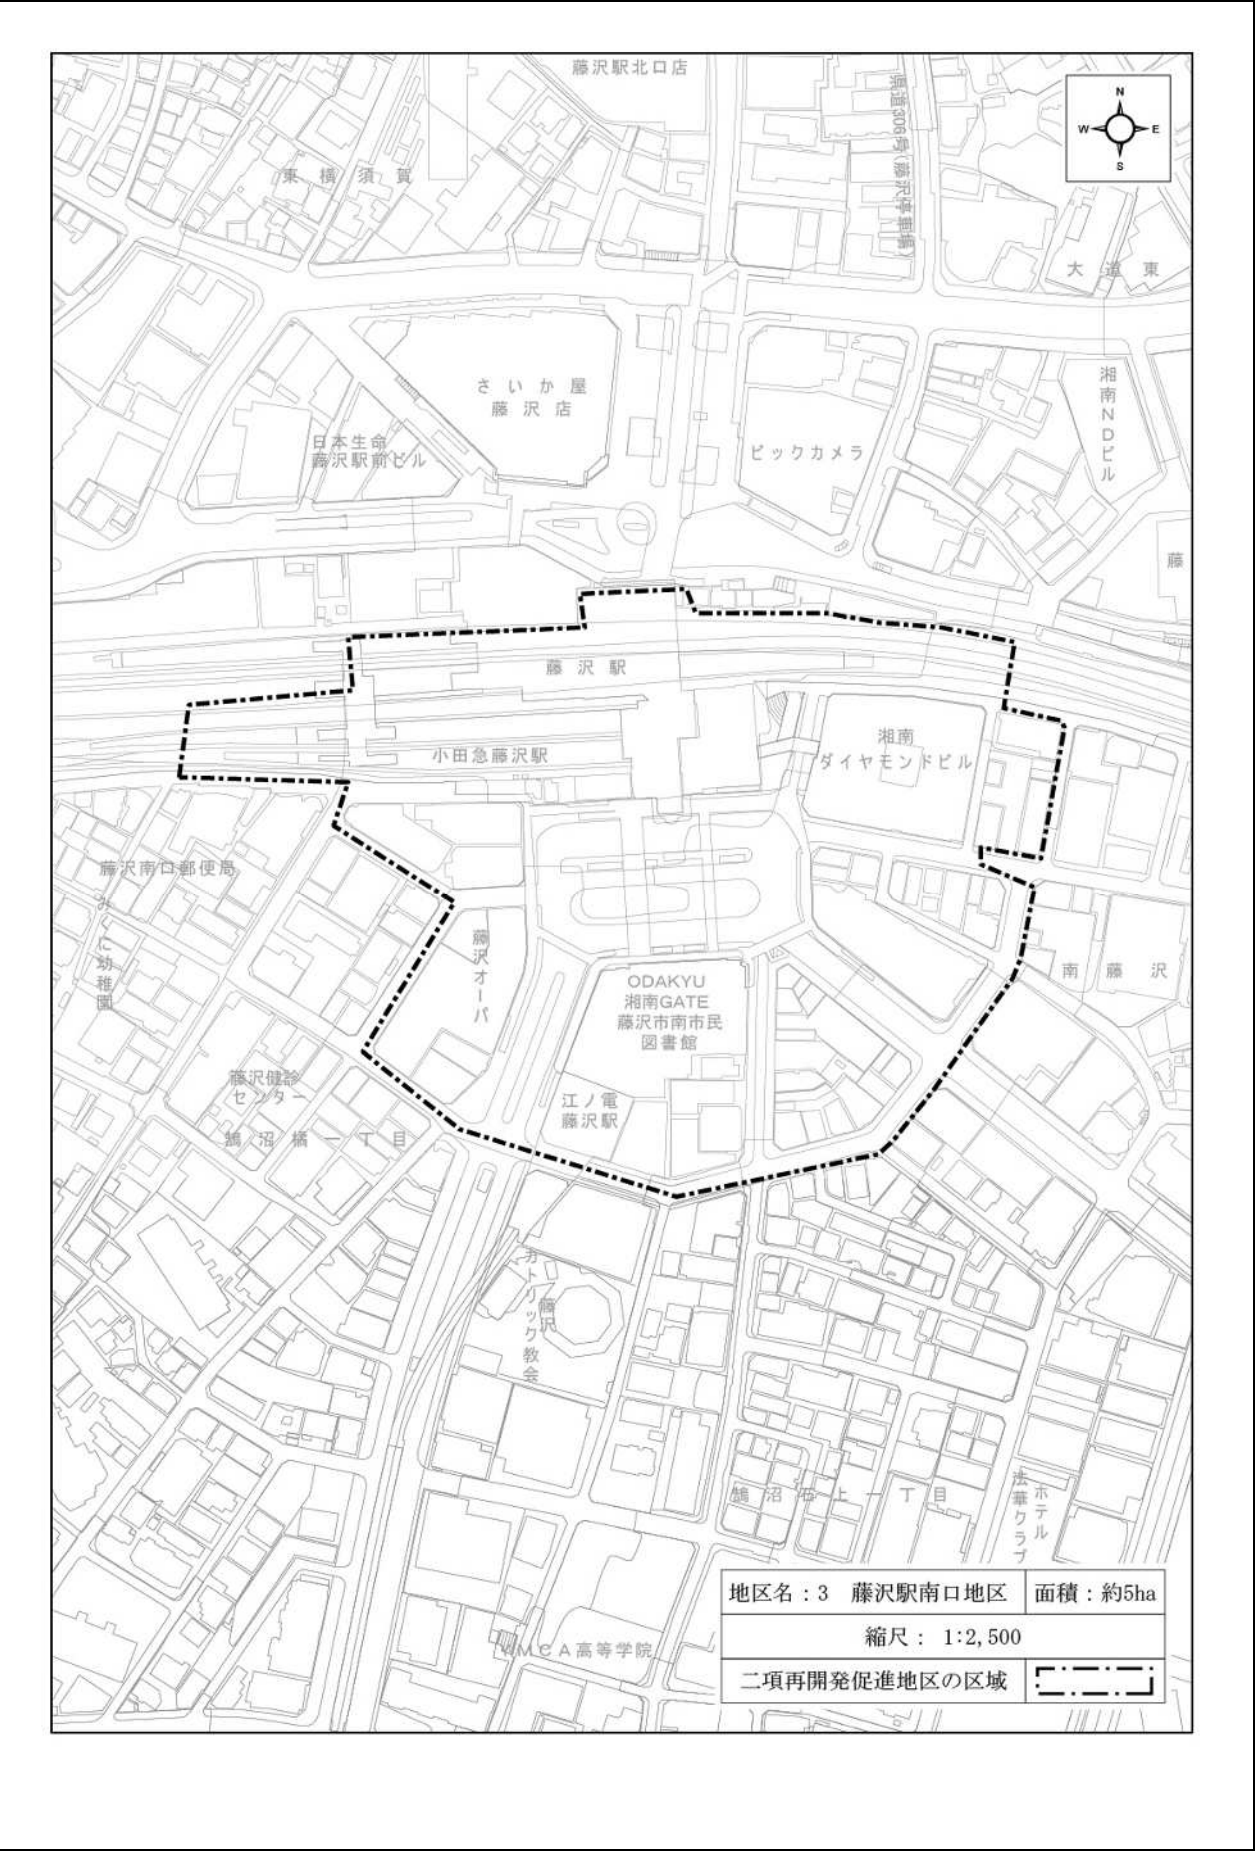 藤沢駅北口店
県道306号(藤沢停車場)
N
W
E
S
東横須賀
大道東
さいか屋
藤沢店
湘南NDビル
日本生命
藤沢駅前ビル
ビックカメラ
藤
藤沢駅
湘南
ダイヤモンドビル
小田急藤沢駅
藤沢南口郵便局
みくに幼稚園
藤沢オーパ
ODAKYU
湘南GATE
藤沢市南市民
図書館
南藤沢
藤沢健診
センター
江ノ電
藤沢駅
鵠沼橘一丁目
藤沢
カトリック教会
鵠沼石上一丁目
ホテル
法華クラブ
YMCA高等学院
地区名：3 藤沢駅南口地区
面積：約5ha
縮尺： 1:2,500
二項再開発促進地区の区域